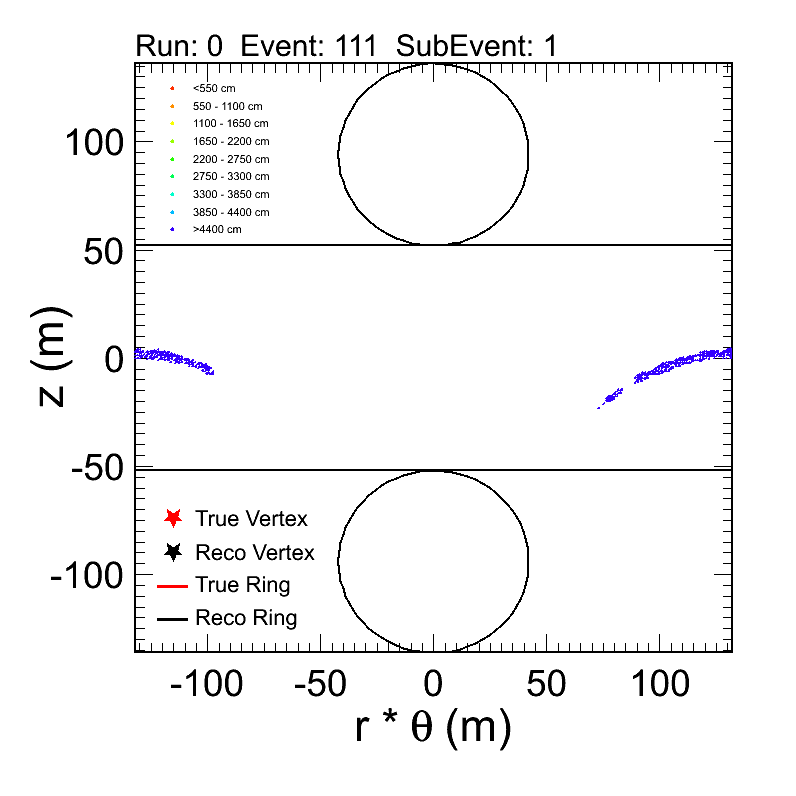 Run: 0  Event: 111  SubEvent: 1
<550 cm
550 - 1100 cm
1100 - 1650 cm
1650 - 2200 cm
2200 - 2750 cm
2750 - 3300 cm
3300 - 3850 cm
3850 - 4400 cm
>4400 cm
100
50
0
-50
-100
z (m)
True Vertex
Reco Vertex
True Ring
Reco Ring
-100 -50 0 50 100
r * θ (m)